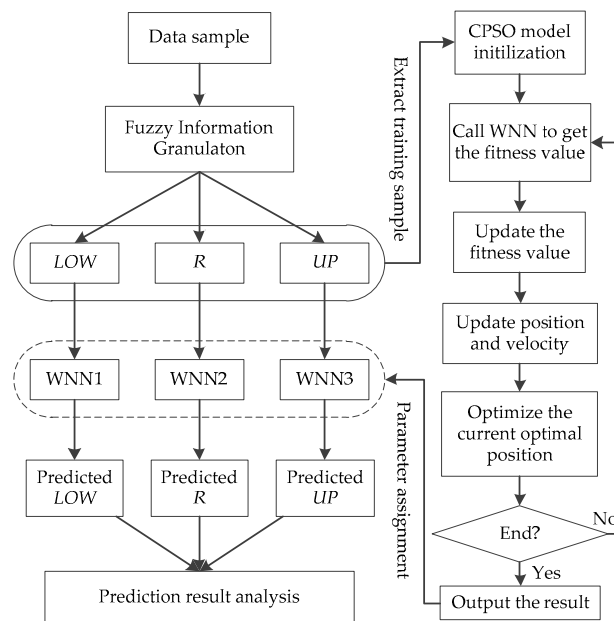 Data sample
Fuzzy Information
Granulaton
LOW
R
UP
WNN1
WNN2
WNN3
Predicted
LOW
Predicted
R
Predicted
UP
Prediction result analysis
Extract training sample
Parameter assignment
CPSO model
initilization
Call WNN to get
the fitness value
Update the
fitness value
Update position
and velocity
Optimize the
current optimal
position
End?
No
Yes
Output the result